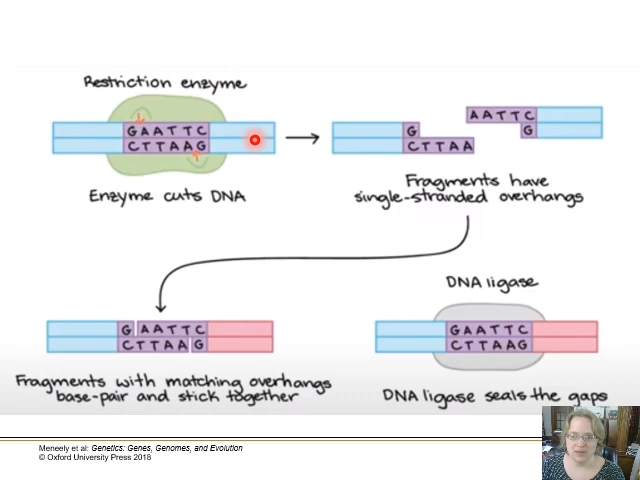 Restriction enzyme
GAATTC
CTTAAG
Enzyme cuts DNA
G
CTTAA
AATTC
G
Fragments have
single-stranded overhangs
G AATTC
CTTAA G
Fragments with matching overhangs
base-pair and stick together
DNA ligase
GAATTC
CTTAAG
DNA ligase seals the gaps
Meneely et al: Genetics: Genes, Genomes, and Evolution
© Oxford University Press 2018